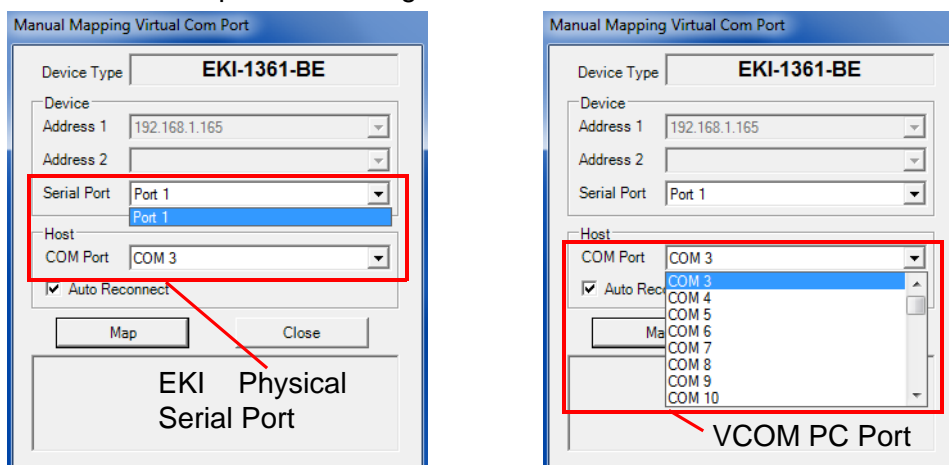 Manual Mapping Virtual Com Port
Device Type EKI-1361-BE
Device
Address 1 192.168.1.165
Address 2
Serial Port Port 1
Port 1
Host
COM Port COM 3
Auto Reconnect
Map Close
EKI Physical
Serial Port
Manual Mapping Virtual Com Port
Device Type EKI-1361-BE
Device
Address 1 192.168.1.165
Address 2
Serial Port Port 1
Host
COM Port COM 3
COM 3
Auto Rec
COM 4
COM 5
Ma
COM 6
COM 7
COM 8
COM 9
COM 10
VCOM PC Port